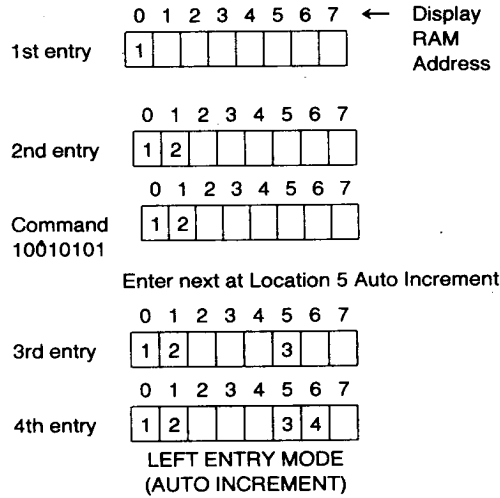 0 1 2 3 4 5 6 7 ← Display
RAM
Address
1st entry 1
0 1 2 3 4 5 6 7
2nd entry 1 2
0 1 2 3 4 5 6 7
1 2
Command
10010101
Enter next at Location 5 Auto Increment
0 1 2 3 4 5 6 7
3rd entry 1 2 3
0 1 2 3 4 5 6 7
4th entry 1 2 3 4
LEFT ENTRY MODE
(AUTO INCREMENT)